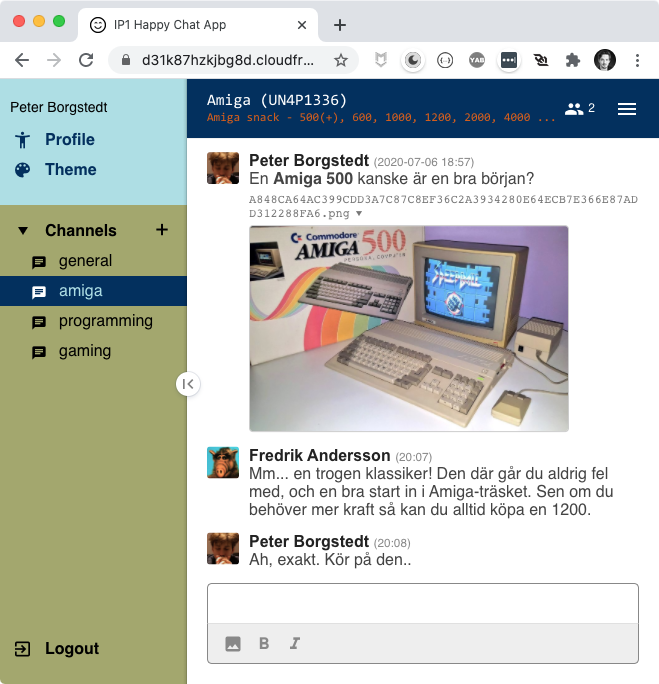 IP1 Happy Chat App
d31k87hzkjbg8d.cloudfr...
YAB
Peter Borgstedt
Profile
Theme
Channels
general
amiga
programming
gaming
Logout
Amiga (UN4P1336)
Amiga snack - 500(+), 600, 1000, 1200, 2000, 4000 ...
2
Peter Borgstedt (2020-07-06 18:57)
En Amiga 500 kanske är en bra början?
A848CA64AC399CDD3A7C87C8EF36C2A3934280E64ECB7E366E87AD
D312288FA6.png
Commodore
AMIGA 500
PERSONAL COMPUTER
Fredrik Andersson (20:07)
Mm... en trogen klassiker! Den där går du aldrig fel
med, och en bra start in i Amiga-träsket. Sen om du
behöver mer kraft så kan du alltid köpa en 1200.
Peter Borgstedt (20:08)
Ah, exakt. Kör på den..
B I